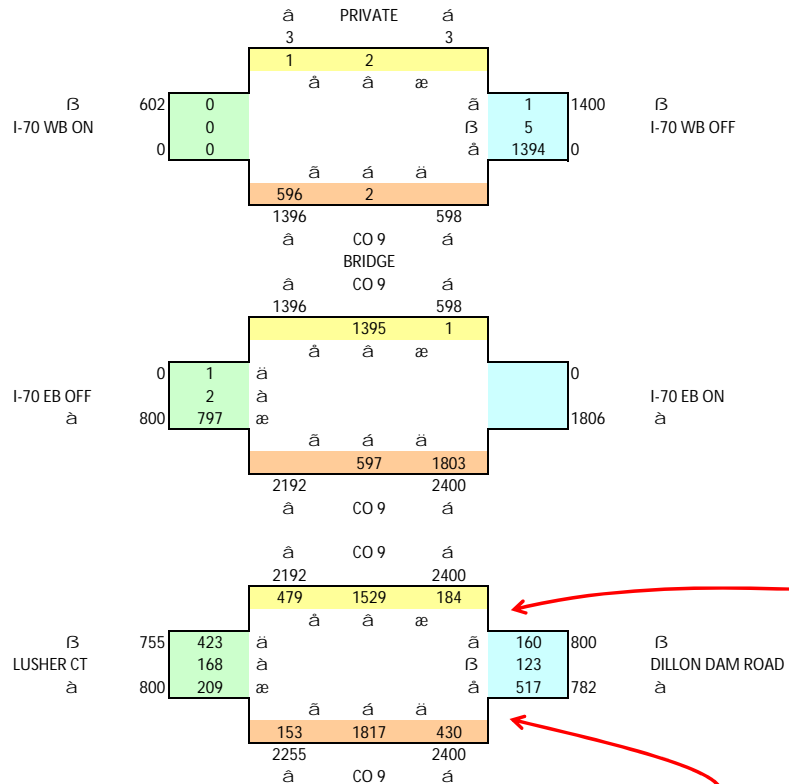 â PRIVATE á
3 3
1 2
å â æ
ß 602 0 ã 1 1400 ß
I-70 WB ON 0 ß 5 I-70 WB OFF
0 0 å 1394 0
ã á ä
596 2
1396 598
â CO 9 á
BRIDGE
â CO 9 á
1396 598
1395 1
å â æ
0 1 ä 0
I-70 EB OFF 2 à I-70 EB ON
à 800 797 æ 1806 à
ã á ä
597 1803
2192 2400
â CO 9 á
â CO 9 á
2192 2400
479 1529 184
å â æ
ß 755 423 ä ã 160 800 ß
LUSHER CT 168 à ß 123 DILLON DAM ROAD
à 800 209 æ å 517 782 à
ã á ä
153 1817 430
2255 2400
â CO 9 á